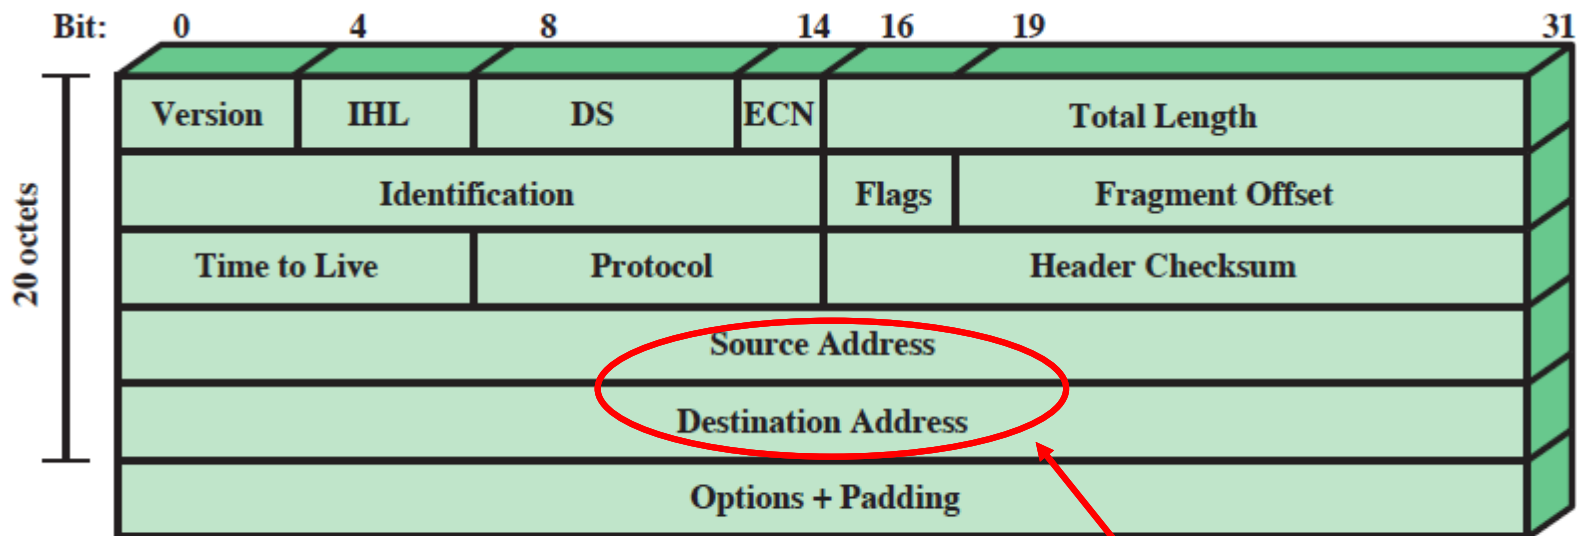 Bit: 0 4 8 14 16 19 31
Version IHL DS ECN Total Length
Identification Flags Fragment Offset
Time to Live Protocol Header Checksum
Source Address
Destination Address
Options + Padding
20 octets